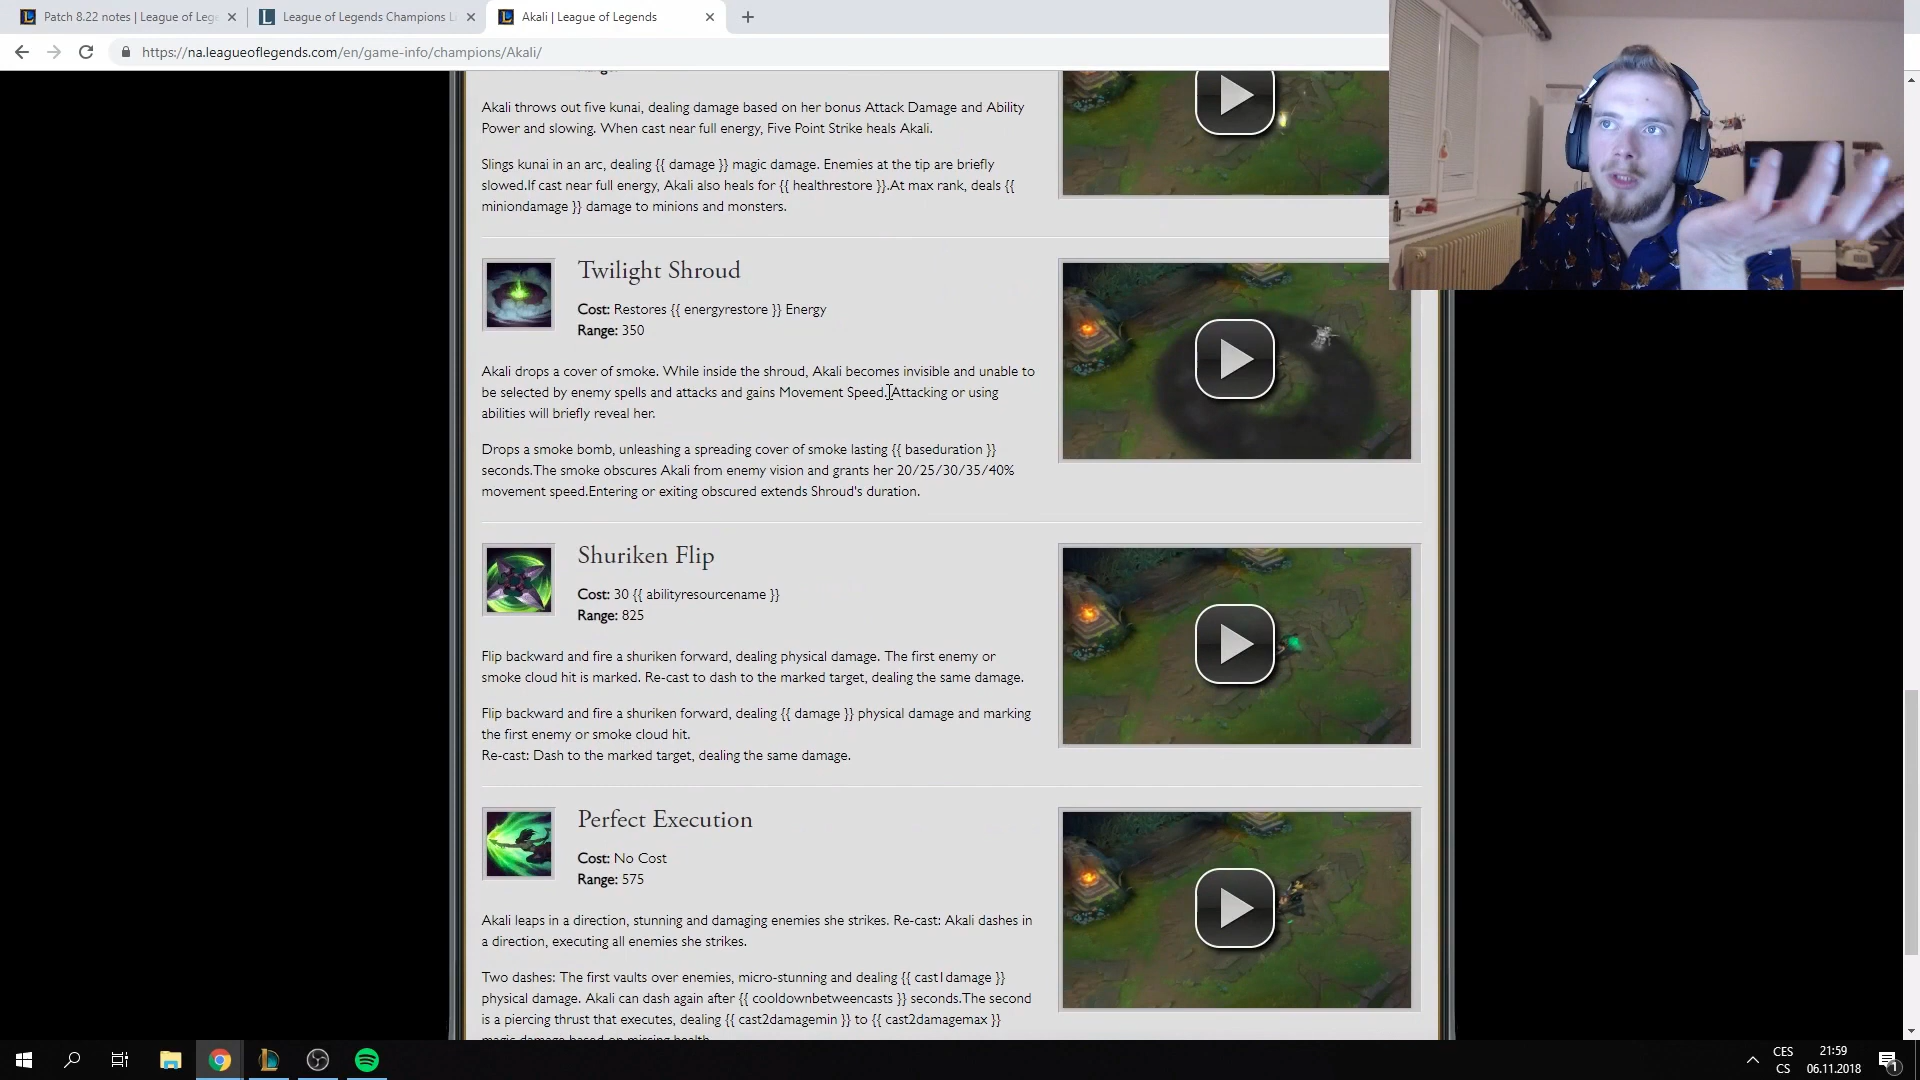 Patch 8.22 notes | League of Leg
League of Legends Champions Li
Akali | League of Legends
https://na.leagueoflegends.com/en/game-info/champions/Akali/
Akali throws out five kunai, dealing damage based on her bonus Attack Damage and Ability
Power and slowing. When cast near full energy, Five Point Strike heals Akali.
Slings kunai in an arc, dealing {{ damage }} magic damage. Enemies at the tip are briefly
slowed.If cast near full energy, Akali also heals for {{ healthrestore }}.At max rank, deals {{
miniondamage }} damage to minions and monsters.
Twilight Shroud
Cost: Restores {{ energyrestore }} Energy
Range: 350
Akali drops a cover of smoke. While inside the shroud, Akali becomes invisible and unable to
be selected by enemy spells and attacks and gains Movement Speed. Attacking or using
abilities will briefly reveal her.
Drops a smoke bomb, unleashing a spreading cover of smoke lasting {{ baseduration }}
seconds.The smoke obscures Akali from enemy vision and grants her 20/25/30/35/40%
movement speed.Entering or exiting obscured extends Shroud's duration.
Shuriken Flip
Cost: 30 {{ abilityresourcename }}
Range: 825
Flip backward and fire a shuriken forward, dealing physical damage. The first enemy or
smoke cloud hit is marked. Re-cast to dash to the marked target, dealing the same damage.
Flip backward and fire a shuriken forward, dealing {{ damage }} physical damage and marking
the first enemy or smoke cloud hit.
Re-cast: Dash to the marked target, dealing the same damage.
Perfect Execution
Cost: No Cost
Range: 575
Akali leaps in a direction, stunning and damaging enemies she strikes. Re-cast: Akali dashes in
a direction, executing all enemies she strikes.
Two dashes: The first vaults over enemies, micro-stunning and dealing {{ cast1damage }}
physical damage. Akali can dash again after {{ cooldownbetweencasts }} seconds.The second
is a piercing thrust that executes, dealing {{ cast2damagemin }} to {{ cast2damagemax }}
magic damage based on missing health.
CES
CS
21:59
06.11.2018
1